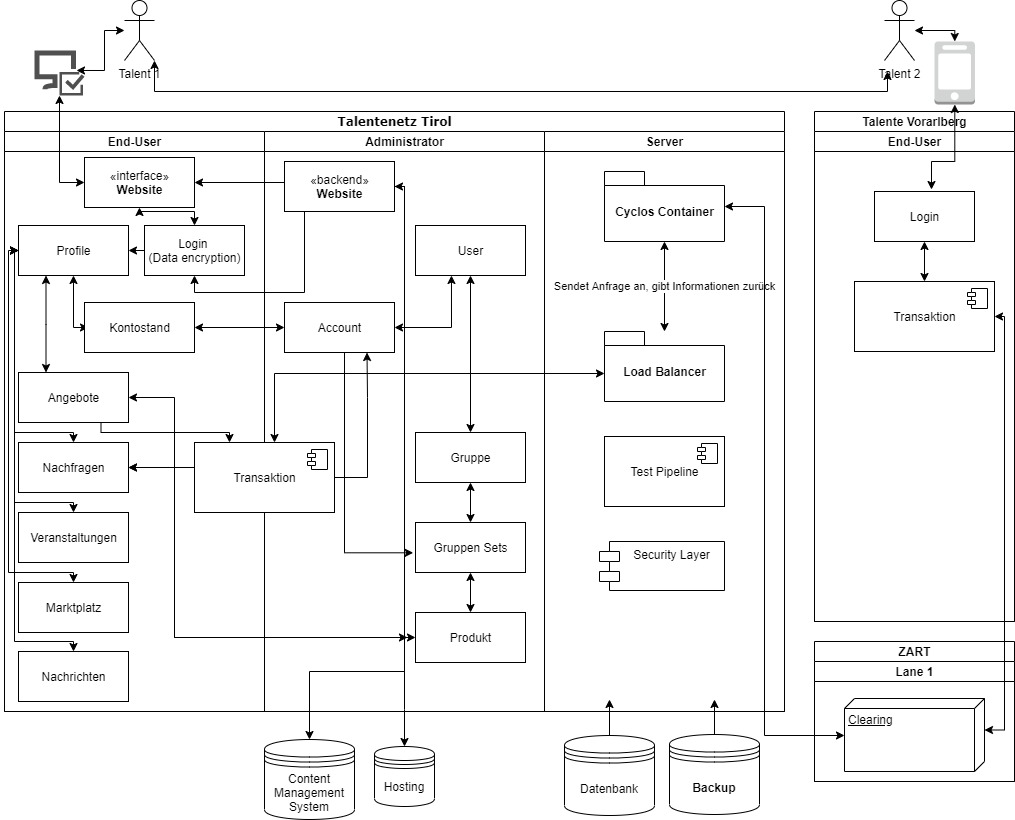 Talent 1
Talent 2
Talentenetz Tirol
End-User
Administrator
Server
Talente Vorarlberg
End-User
«interface»
Website
«backend»
Website
Cyclos Container
Login
Profile
Login
(Data encryption)
User
Sendet Anfrage an, gibt Informationen zurück
Transaktion
Kontostand
Account
Load Balancer
Angebote
Nachfragen
Transaktion
Gruppe
Test Pipeline
Veranstaltungen
Gruppen Sets
Security Layer
Marktplatz
Produkt
Nachrichten
ZART
Lane 1
Clearing
Content
Management
System
Hosting
Datenbank
Backup